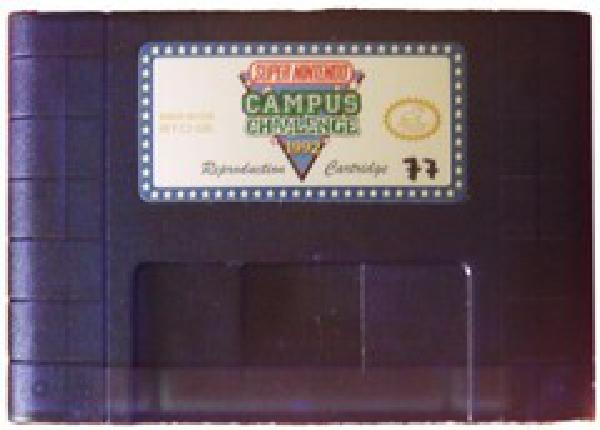 SUPER NINTENDO
CAMPUS
CHALLENGE
1992
Reproduction Cartridge 77